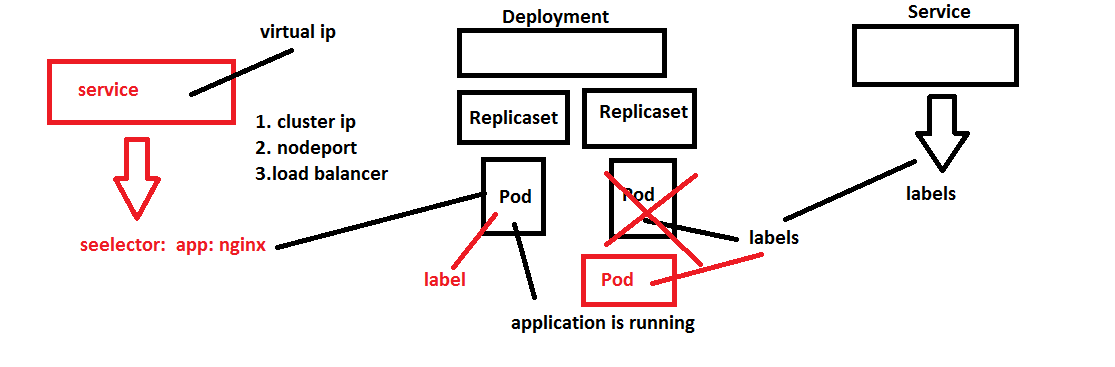 Deployment
Service
virtual ip
service
1. cluster ip
2. nodeport
3.load balancer
Replicaset
Replicaset
Pod
Pod
labels
seelector: app: nginx
labels
label
Pod
application is running